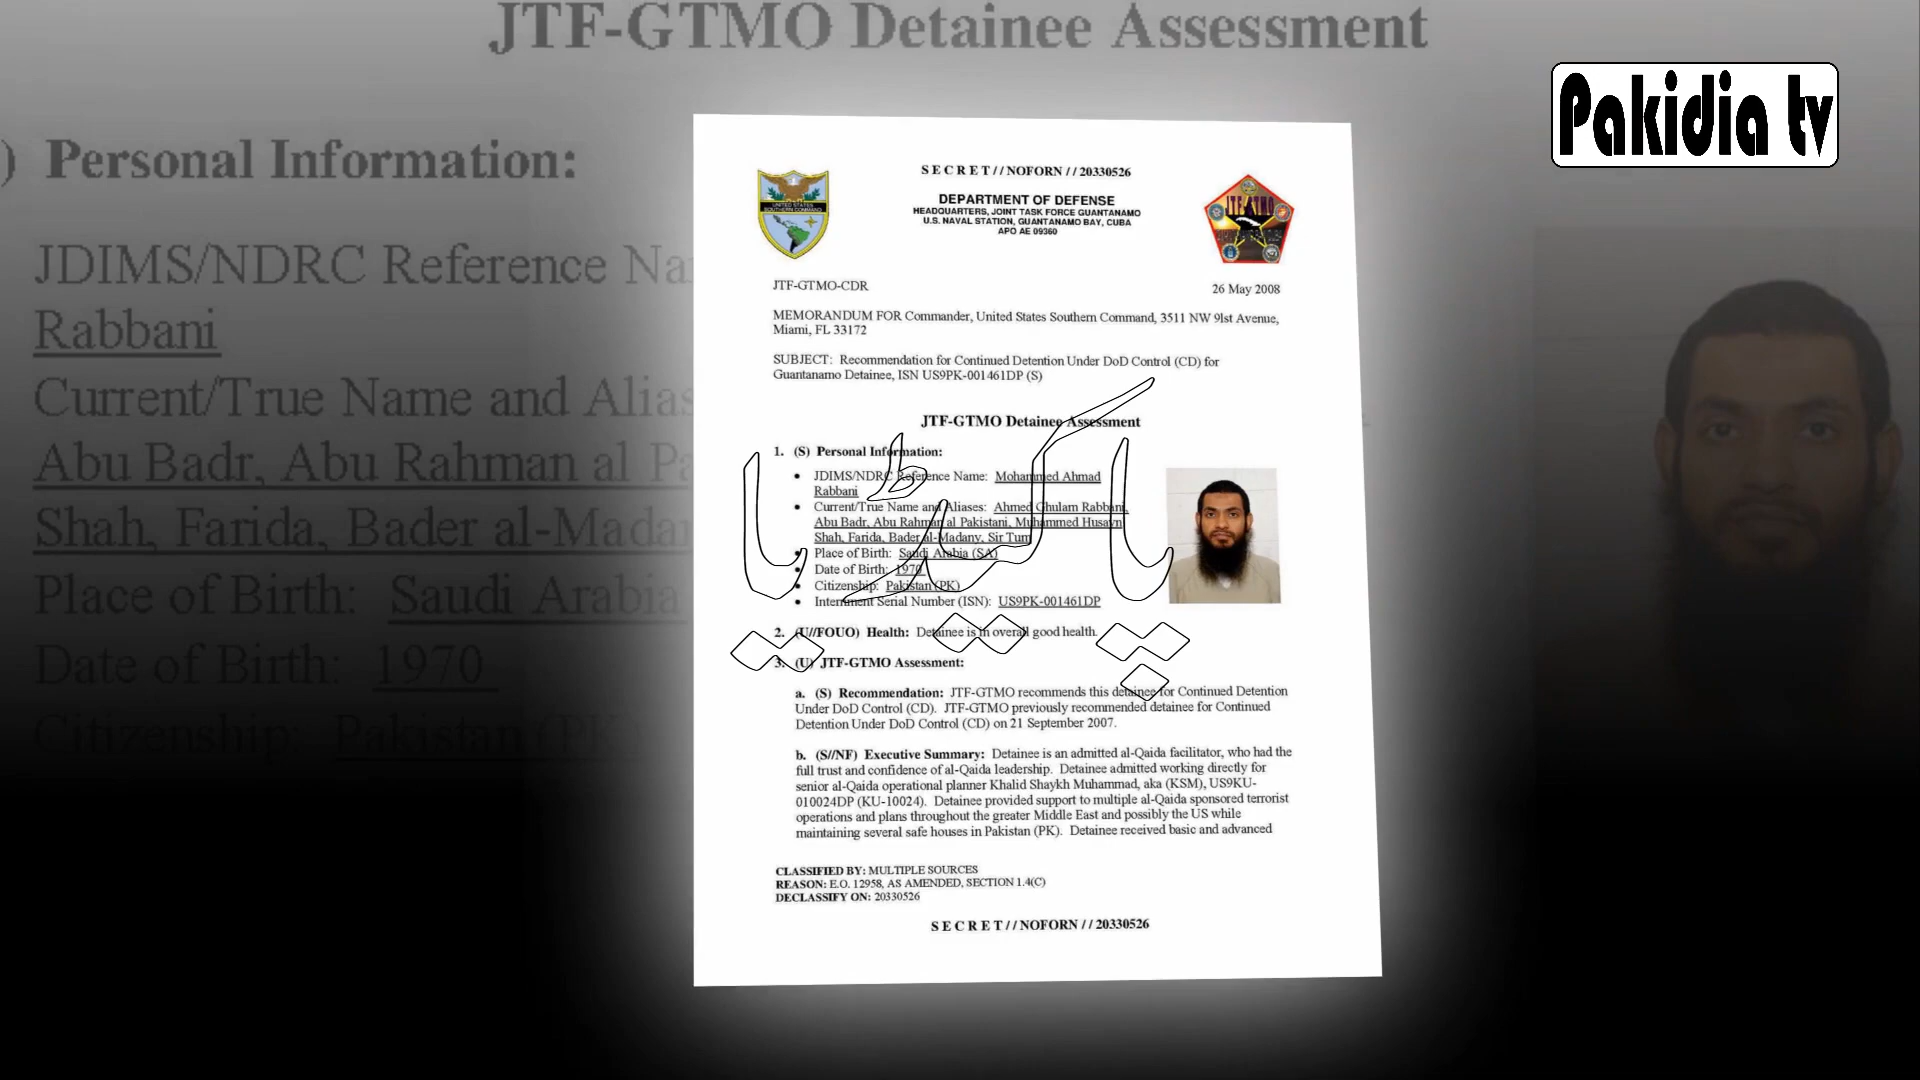 JTF-GTMO Detainee Assessment
Pakidia tv
) Personal Information:
JDIMS/NDRC Reference Na
Rabbani
Current/True Name and Alias
Abu Badr, Abu Rahman al Pa
Shah, Farida, Bader al-Madan
Place of Birth: Saudi Arabia
Date of Birth: 1970
Citizenship: Pakistan (PK)
SECRET//NOFORN//20330526
DEPARTMENT OF DEFENSE
HEADQUARTERS, JOINT TASK FORCE GUANTANAMO
U.S. NAVAL STATION, GUANTANAMO BAY, CUBA
APO AE 09360
UNITED STATES
SOUTHERN COMMAND
JTF GTMO
JTF-GTMO-CDR
26 May 2008
MEMORANDUM FOR Commander, United States Southern Command, 3511 NW 91st Avenue,
Miami, FL 33172
SUBJECT: Recommendation for Continued Detention Under DoD Control (CD) for
Guantanamo Detainee, ISN US9PK-001461DP (S)
JTF-GTMO Detainee Assessment
1. (S) Personal Information:
• JDIMS/NDRC Reference Name: Mohammed Ahmad
Rabbani
• Current/True Name and Aliases: Ahmed Ghulam Rabbani,
Abu Badr, Abu Rahman al Pakistani, Muhammed Husayn
Shah, Farida, Bader al-Madany, Sir Tum
• Place of Birth: Saudi Arabia (SA)
• Date of Birth: 1970
• Citizenship: Pakistan (PK)
• Internment Serial Number (ISN): US9PK-001461DP
پاکیڈیا
2. (U//FOUO) Health: Detainee is in overall good health.
3. (U) JTF-GTMO Assessment:
a. (S) Recommendation: JTF-GTMO recommends this detainee for Continued Detention
Under DoD Control (CD). JTF-GTMO previously recommended detainee for Continued
Detention Under DoD Control (CD) on 21 September 2007.
b. (S//NF) Executive Summary: Detainee is an admitted al-Qaida facilitator, who had the
full trust and confidence of al-Qaida leadership. Detainee admitted working directly for
senior al-Qaida operational planner Khalid Shaykh Muhammad, aka (KSM), US9KU-
010024DP (KU-10024). Detainee provided support to multiple al-Qaida sponsored terrorist
operations and plans throughout the greater Middle East and possibly the US while
maintaining several safe houses in Pakistan (PK). Detainee received basic and advanced
CLASSIFIED BY: MULTIPLE SOURCES
REASON: E.O. 12958, AS AMENDED, SECTION 1.4(C)
DECLASSIFY ON: 20330526
SECRET//NOFORN//20330526